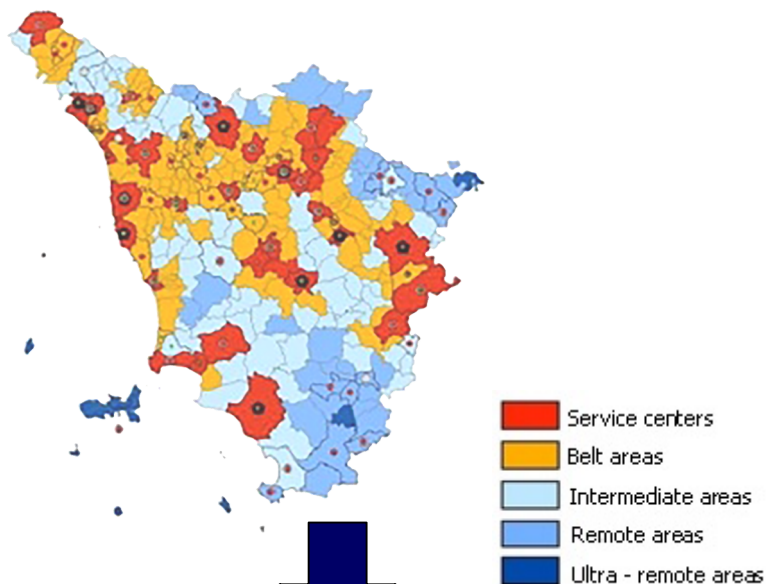 Service centers
Belt areas
Intermediate areas
Remote areas
Ultra - remote areas